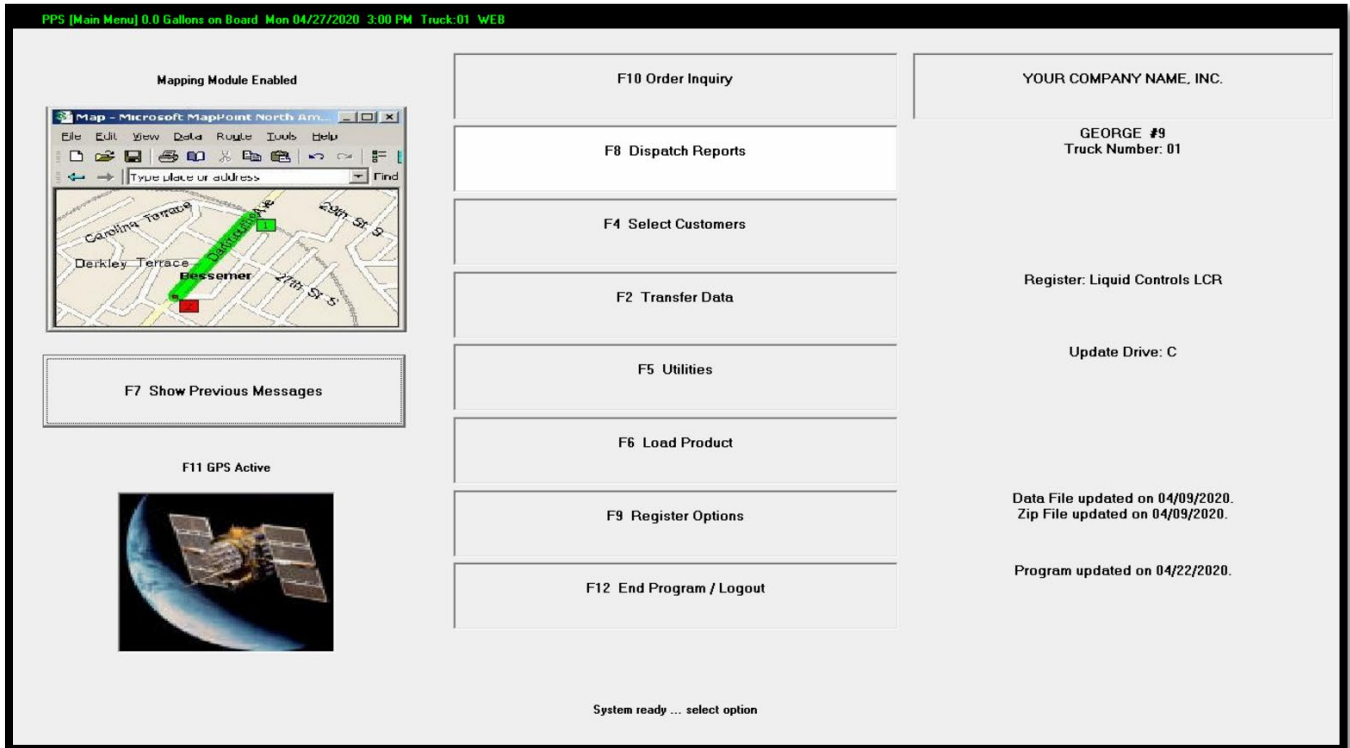 PPS [Main Menu] 0.0 Gallons on Board Mon 04/27/2020 3:00 PM Truck:01 WEB
Mapping Module Enabled
Map - Microsoft MapPoint North Am...
File Edit View Data Route Tools Help
Type place or address Find
Carolina Terrace
29th St S
Dartmouth Ave
1
Berkley Terrace
Bessemer
27th St S
2
F7 Show Previous Messages
F11 GPS Active
F10 Order Inquiry
F8 Dispatch Reports
F4 Select Customers
F2 Transfer Data
F5 Utilities
F6 Load Product
F9 Register Options
F12 End Program / Logout
YOUR COMPANY NAME, INC.
GEORGE #9
Truck Number: 01
Register: Liquid Controls LCR
Update Drive: C
Data File updated on 04/09/2020.
Zip File updated on 04/09/2020.
Program updated on 04/22/2020.
System ready ... select option